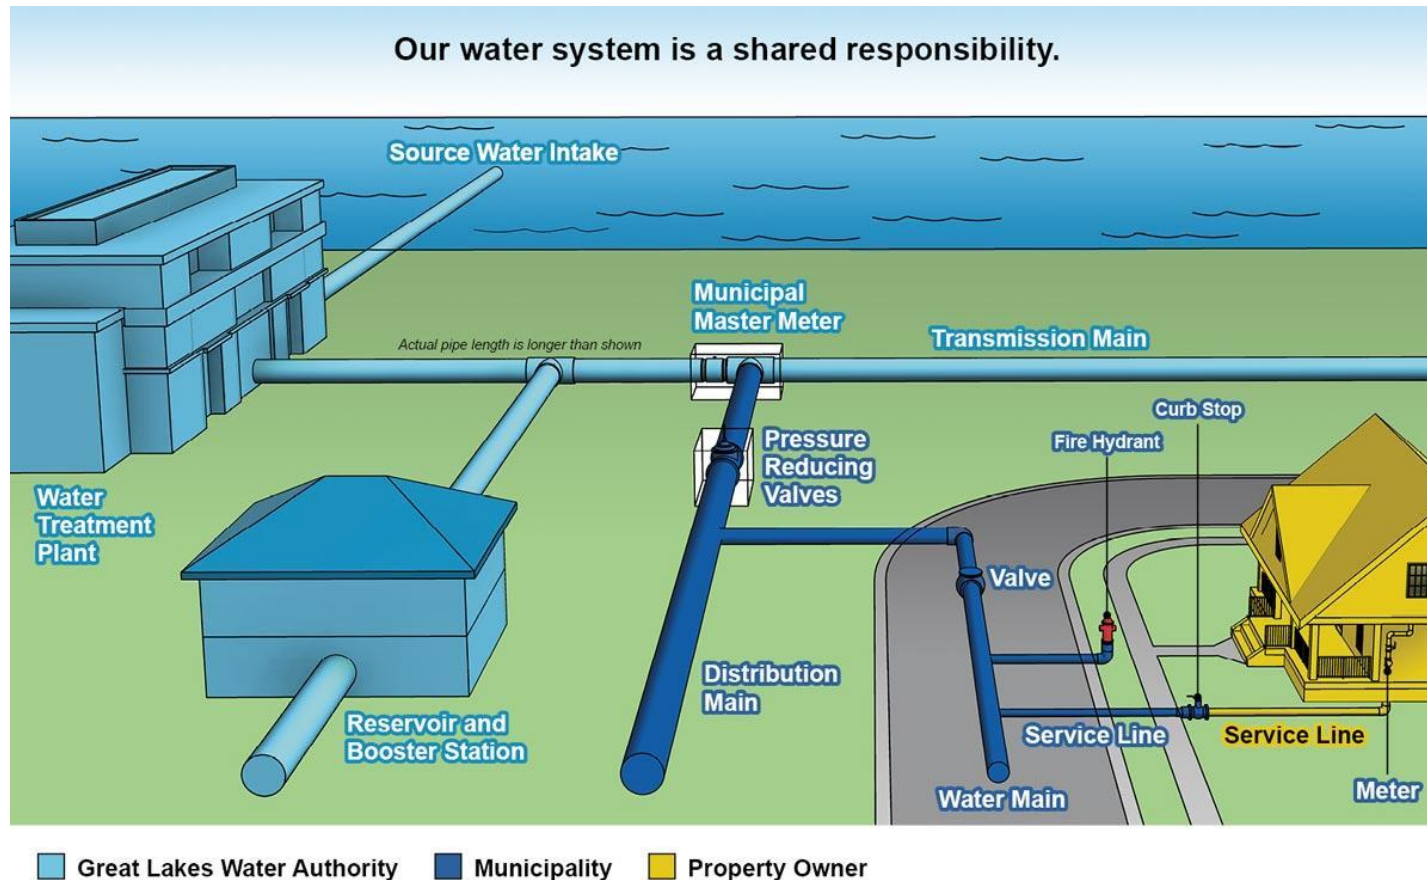 Our water system is a shared responsibility.
Source Water Intake
Municipal
Master Meter
Transmission Main
Actual pipe length is longer than shown
Curb Stop
Fire Hydrant
Pressure
Reducing
Valves
Water
Treatment
Plant
Valve
Distribution
Main
Reservoir and
Booster Station
Service Line
Service Line
Meter
Water Main
Great Lakes Water Authority
Municipality
Property Owner